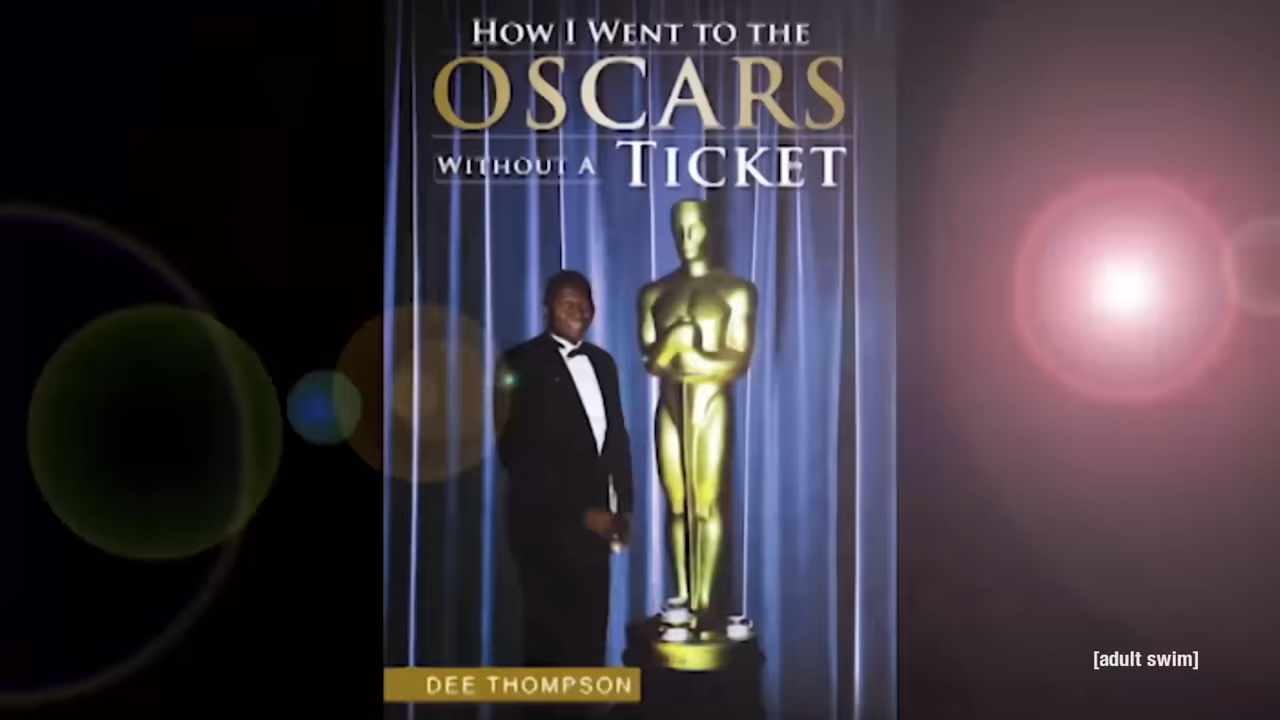 How I Went to the
Oscars
Without a Ticket
DEE THOMPSON
[adult swim]